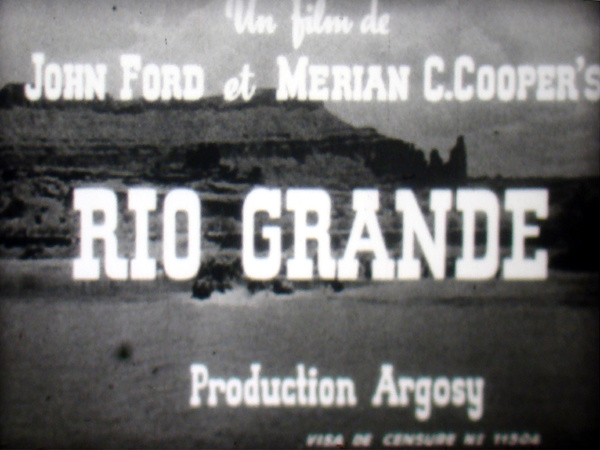 Un film de
JOHN FORD et MERIAN C.COOPER'S
RIO GRANDE
Production Argosy
VISA DE CENSURE Nº 11504